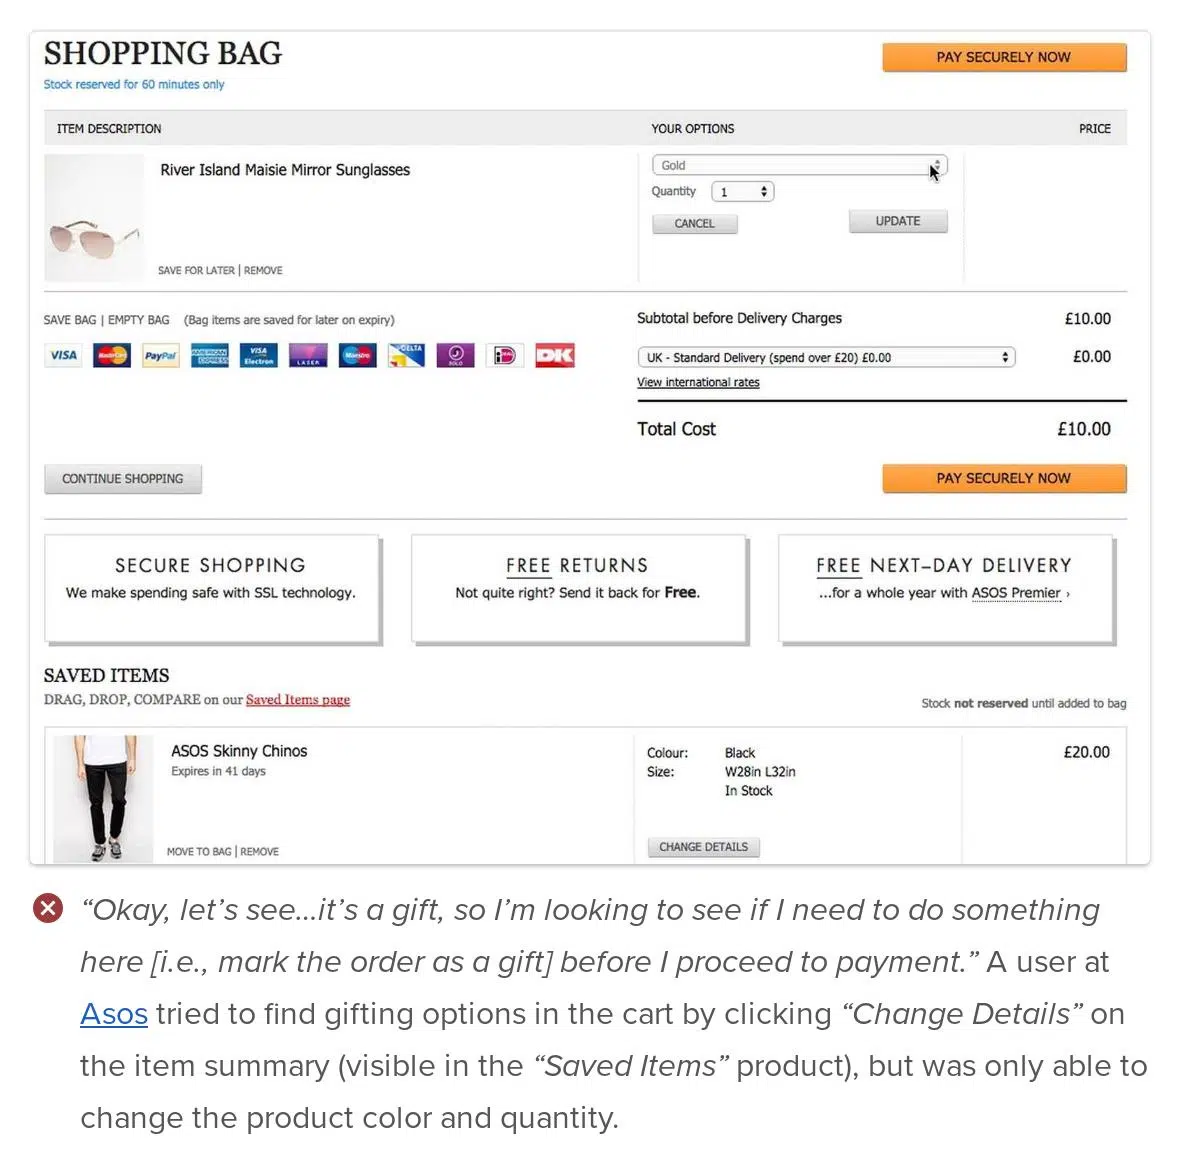 SHOPPING BAG
PAY SECURELY NOW
Stock reserved for 60 minutes only
ITEM DESCRIPTION YOUR OPTIONS PRICE
River Island Maisie Mirror Sunglasses
Gold
Quantity 1
CANCEL UPDATE
SAVE FOR LATER | REMOVE
SAVE BAG | EMPTY BAG (Bag items are saved for later on expiry)
Subtotal before Delivery Charges £10.00
VISA MasterCard PayPal AMERICAN EXPRESS VISA Electron LASER Maestro DELTA SOLO iDEAL DK
UK - Standard Delivery (spend over £20) £0.00 £0.00
View international rates
Total Cost £10.00
CONTINUE SHOPPING PAY SECURELY NOW
SECURE SHOPPING
We make spending safe with SSL technology.
FREE RETURNS
Not quite right? Send it back for Free.
FREE NEXT–DAY DELIVERY
...for a whole year with ASOS Premier ›
SAVED ITEMS
DRAG, DROP, COMPARE on our Saved Items page
Stock not reserved until added to bag
ASOS Skinny Chinos
Expires in 41 days
Colour: Black
Size: W28in L32in
In Stock
£20.00
MOVE TO BAG | REMOVE
CHANGE DETAILS
“Okay, let’s see…it’s a gift, so I’m looking to see if I need to do something
here [i.e., mark the order as a gift] before I proceed to payment.” A user at
Asos tried to find gifting options in the cart by clicking “Change Details” on
the item summary (visible in the “Saved Items” product), but was only able to
change the product color and quantity.